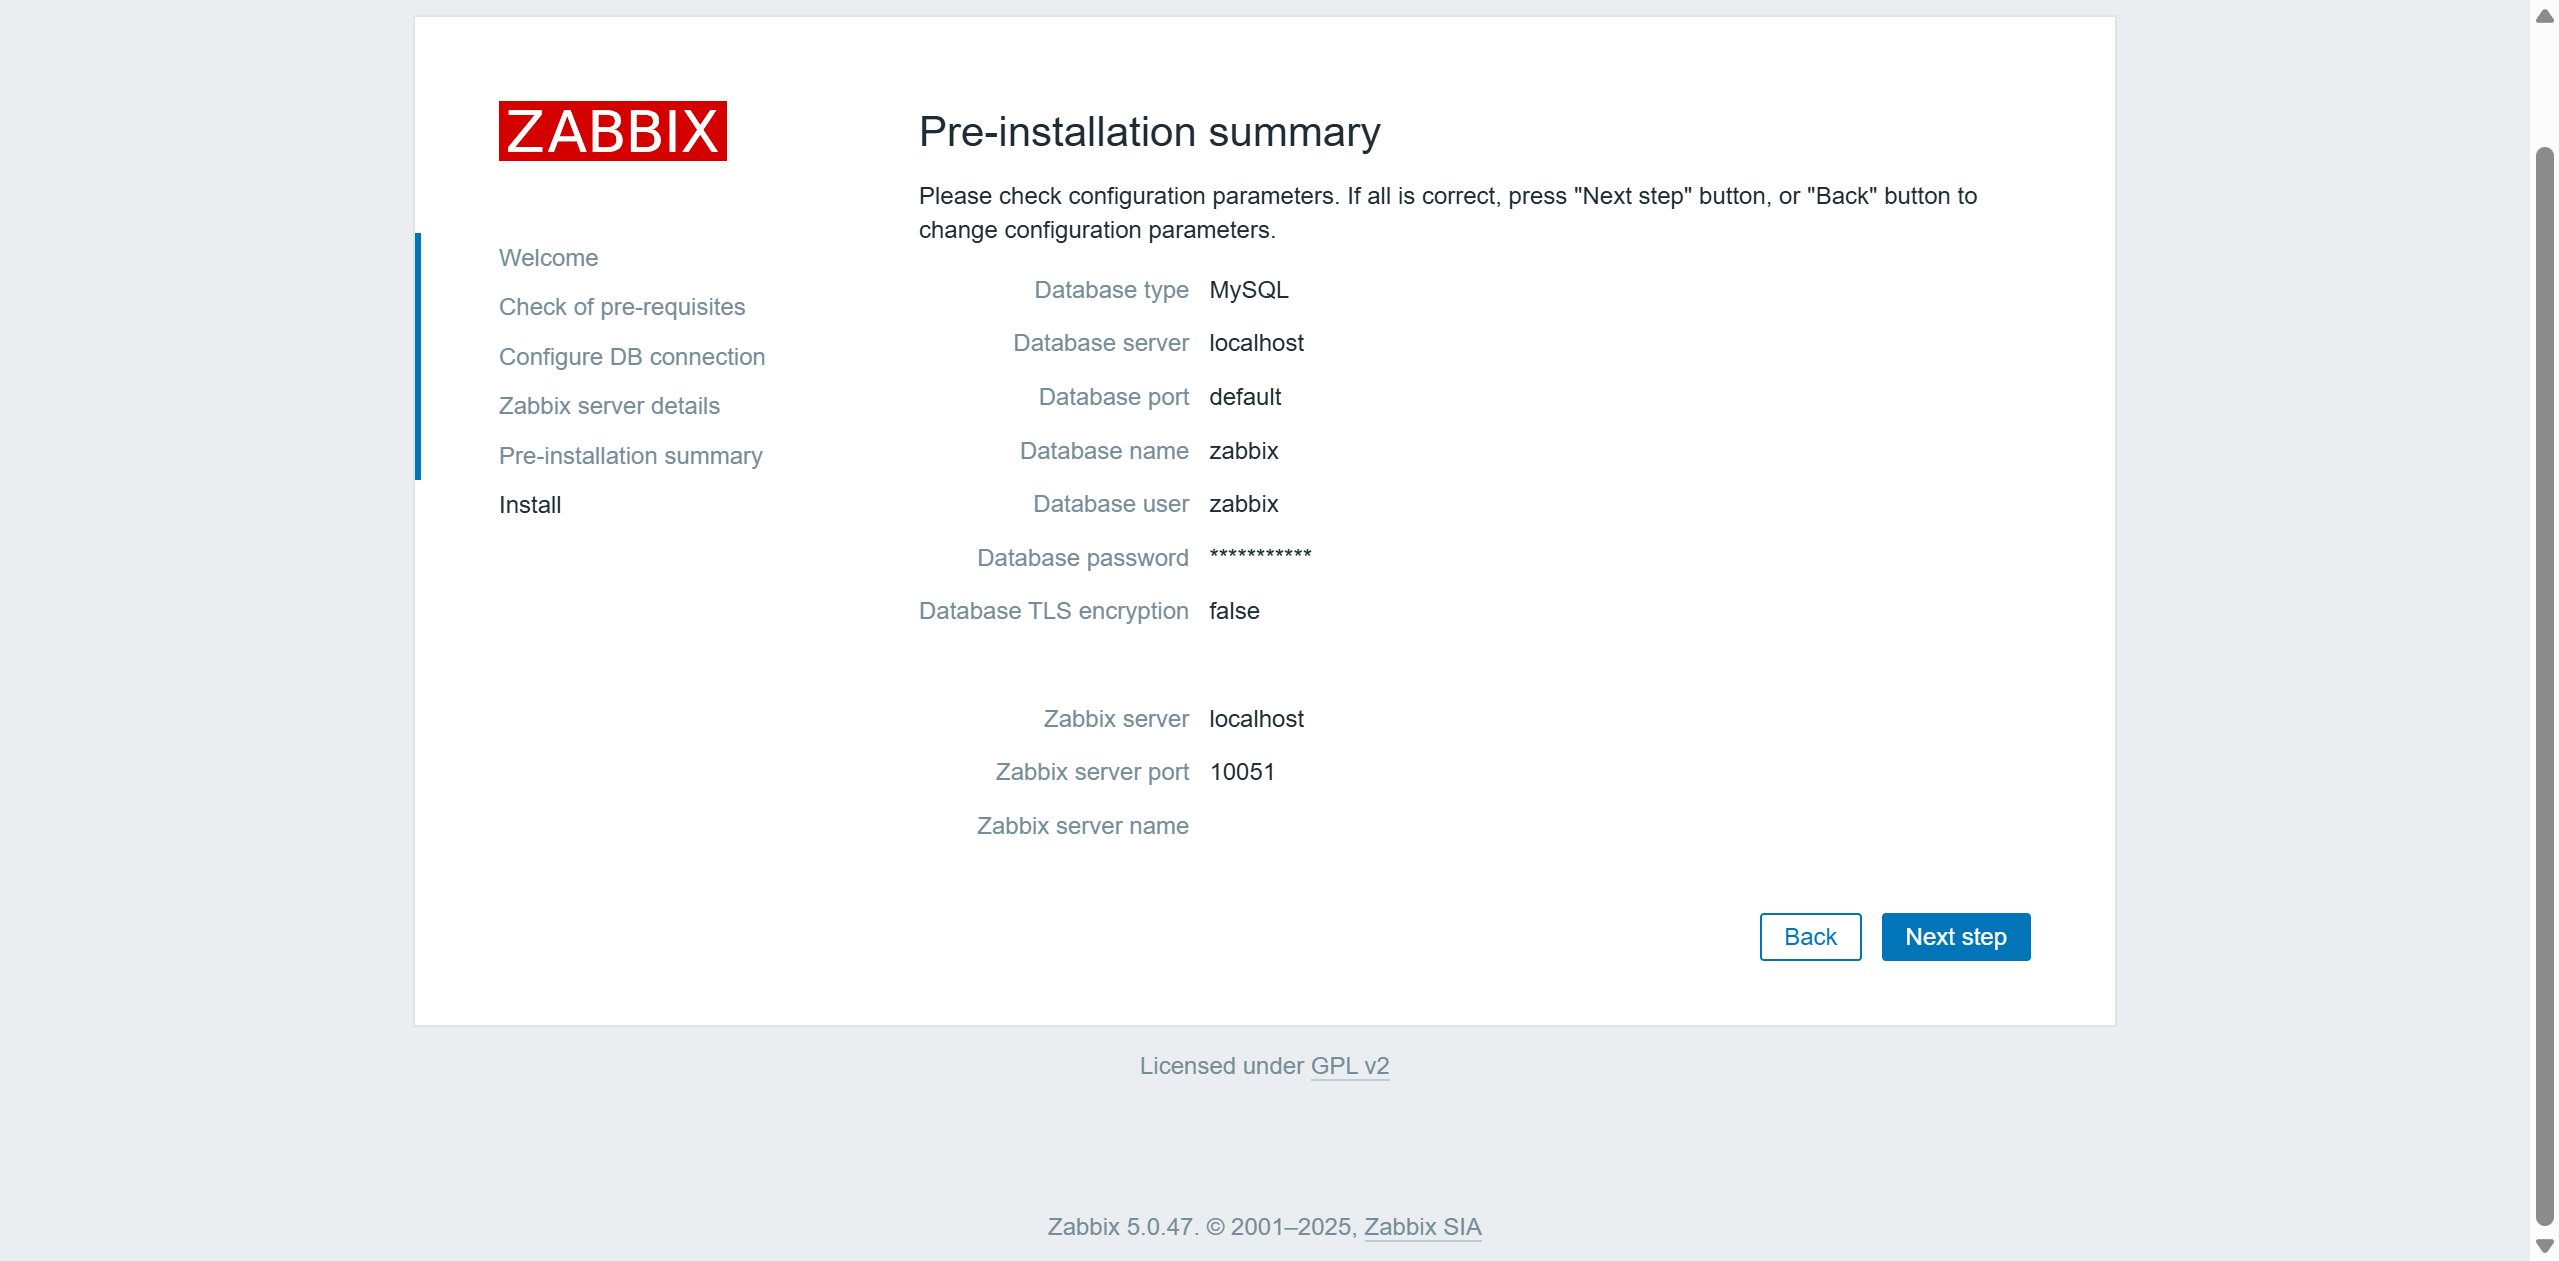 ZABBIX
Welcome
Check of pre-requisites
Configure DB connection
Zabbix server details
Pre-installation summary
Install
Pre-installation summary
Please check configuration parameters. If all is correct, press "Next step" button, or "Back" button to
change configuration parameters.
Database type MySQL
Database server localhost
Database port default
Database name zabbix
Database user zabbix
Database password ***********
Database TLS encryption false
Zabbix server localhost
Zabbix server port 10051
Zabbix server name
Back Next step
Licensed under GPL v2
Zabbix 5.0.47. © 2001–2025, Zabbix SIA